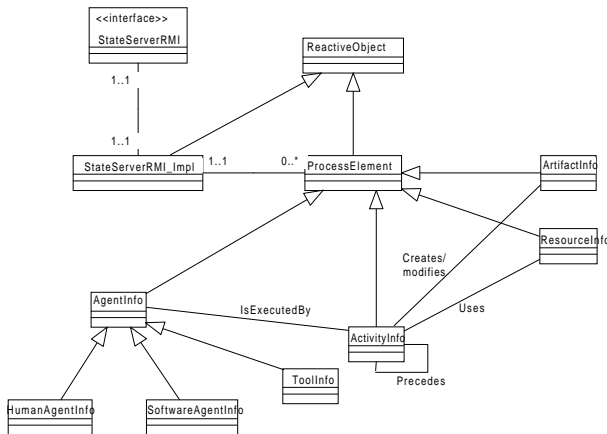 <<interface>>
StateServerRMI
ReactiveObject
1..1
1..1
StateServerRMI_Impl
1..1
0..*
ProcessElement
ArtifactInfo
ResourceInfo
Creates/
modifies
AgentInfo
IsExecutedBy
Uses
ActivityInfo
ToolInfo
Precedes
HumanAgentInfo
SoftwareAgentInfo